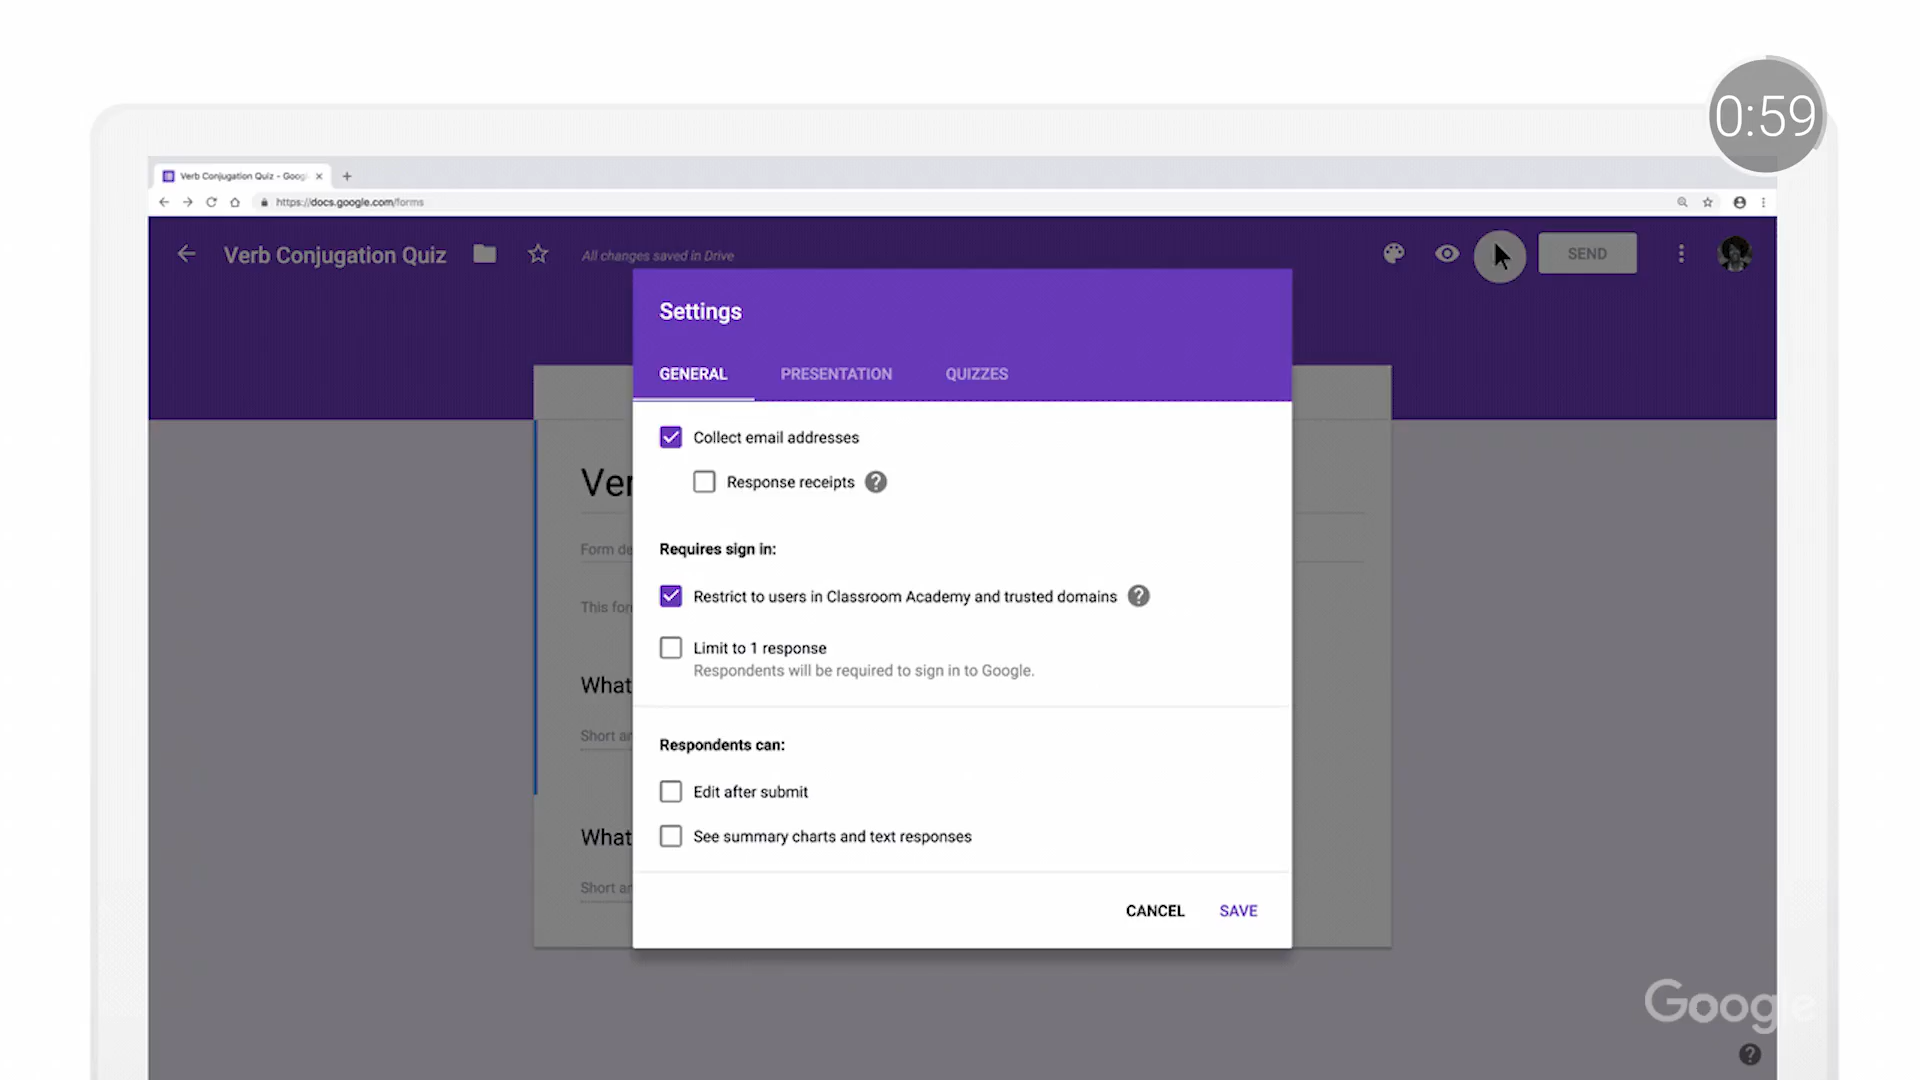 0:59
Verb Conjugation Quiz - Googl
https://docs.google.com/forms
Verb Conjugation Quiz
All changes saved in Drive
SEND
Settings
GENERAL PRESENTATION QUIZZES
Collect email addresses
Ver
Response receipts
Form de
Requires sign in:
Restrict to users in Classroom Academy and trusted domains
This for
Limit to 1 response
Respondents will be required to sign in to Google.
What
Short an
Respondents can:
Edit after submit
What
See summary charts and text responses
Short an
CANCEL SAVE
Google